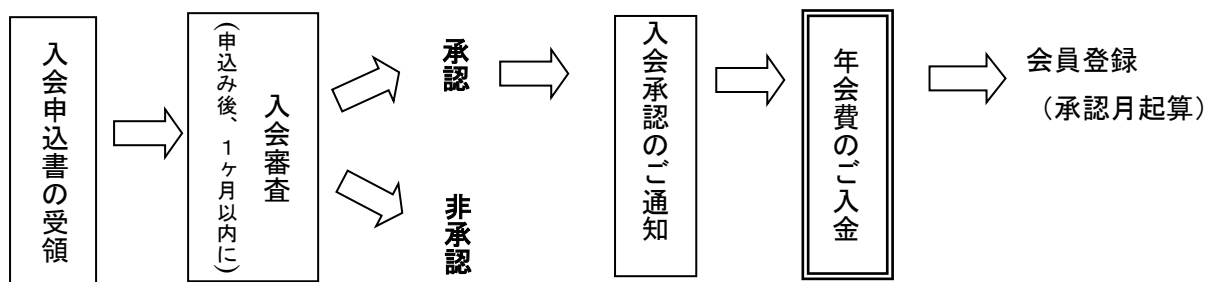 入会申込書の受領
入会審査
(申込み後、1ヶ月以内に)
承認
非承認
入会承認のご通知
年会費のご入金
会員登録
（承認月起算）